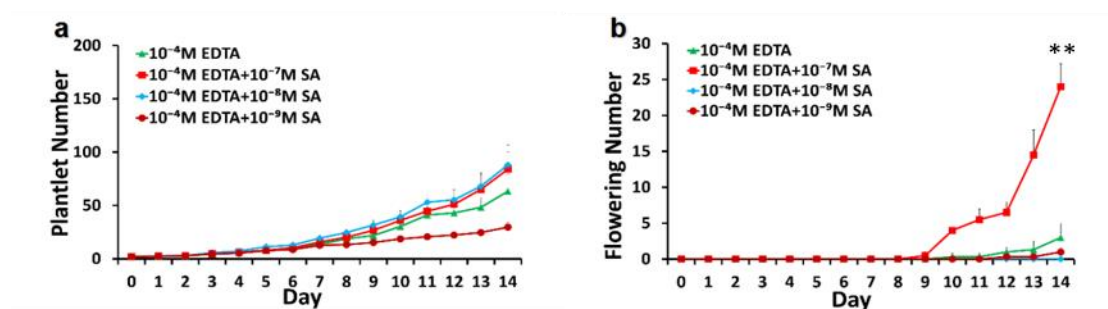 a
200
150
100
50
0
Plantlet Number
10⁻⁴M EDTA
10⁻⁴M EDTA+10⁻⁷M SA
10⁻⁴M EDTA+10⁻⁸M SA
10⁻⁴M EDTA+10⁻⁹M SA
0 1 2 3 4 5 6 7 8 9 10 11 12 13 14
Day
b
30
25
20
15
10
5
0
Flowering Number
10⁻⁴M EDTA
10⁻⁴M EDTA+10⁻⁷M SA
10⁻⁴M EDTA+10⁻⁸M SA
10⁻⁴M EDTA+10⁻⁹M SA
**
0 1 2 3 4 5 6 7 8 9 10 11 12 13 14
Day